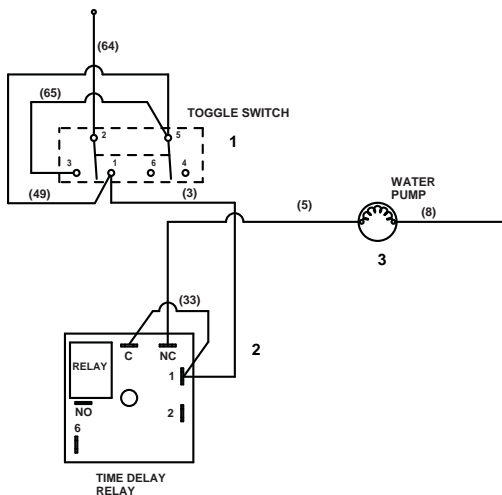 (64)
(65)
TOGGLE SWITCH
1
2
5
3
1
6
4
(49)
(3)
(5)
WATER
PUMP
(8)
3
(33)
2
C
NC
RELAY
1
NO
2
6
TIME DELAY
RELAY